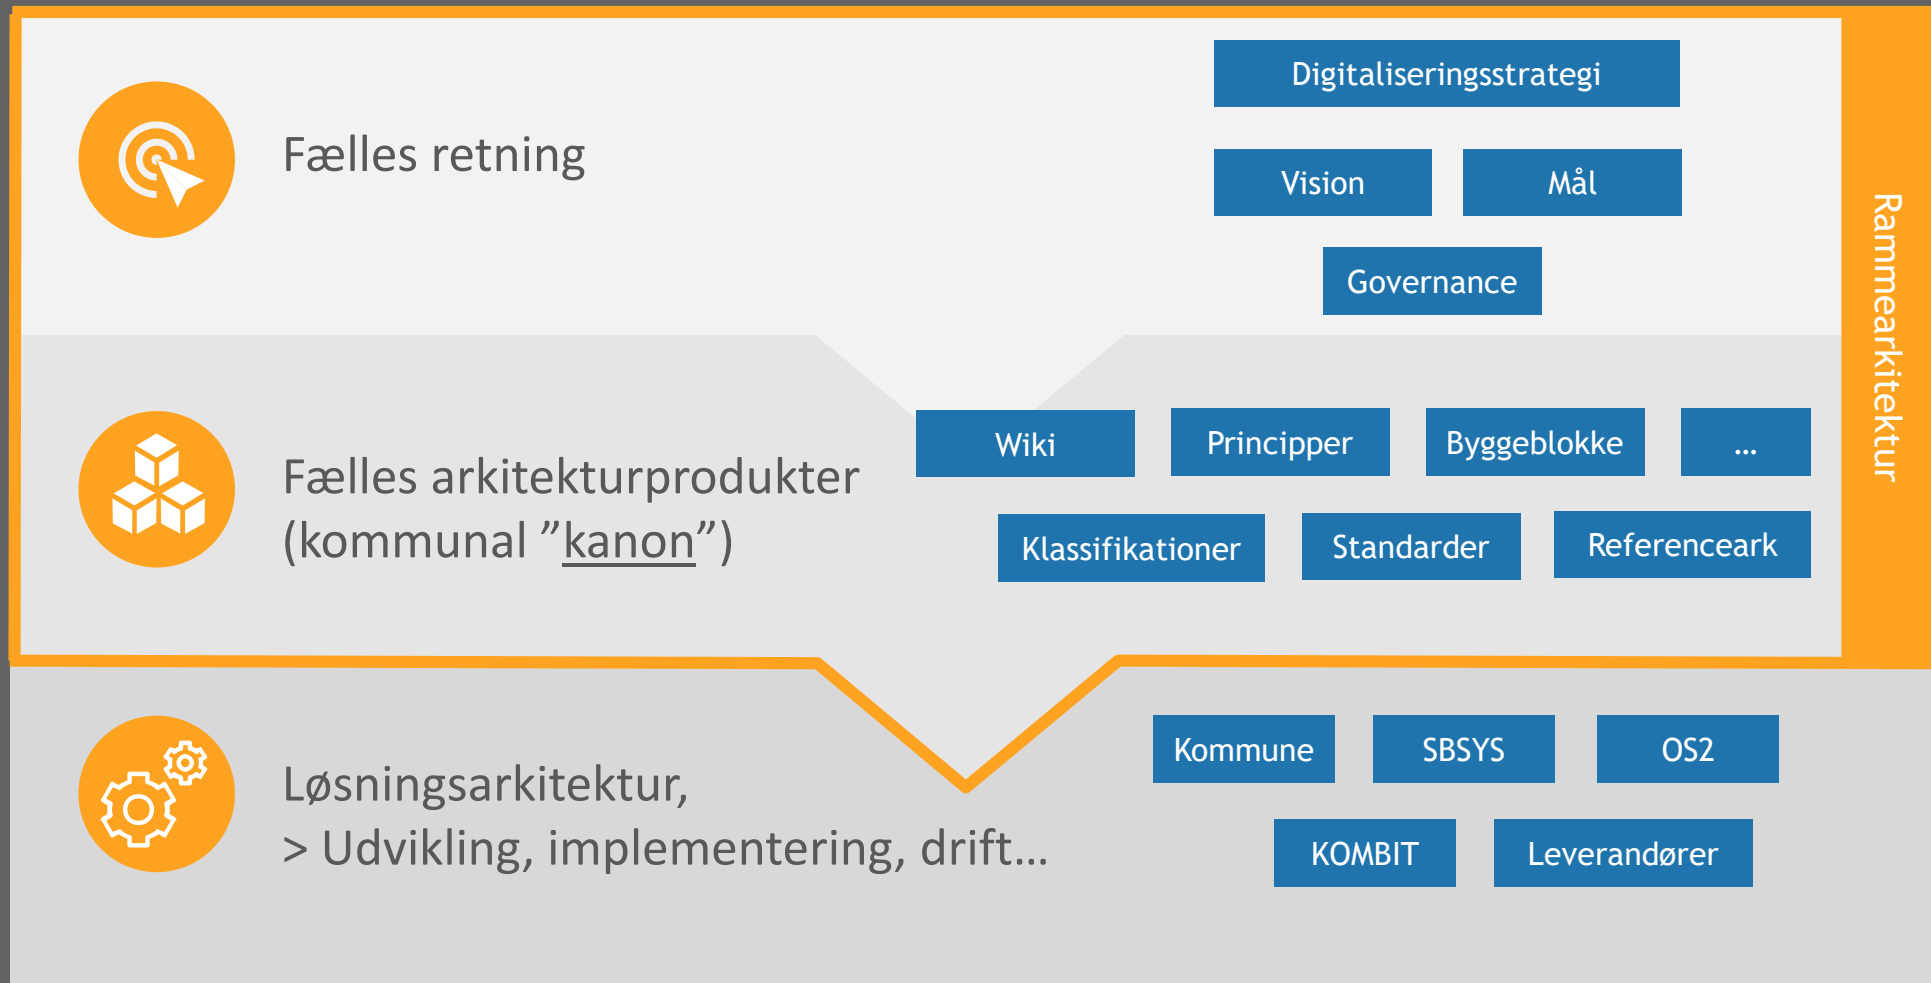 Fælles retning
Digitaliseringsstrategi
Vision
Mål
Governance
Rammearkitektur
Fælles arkitekturprodukter
(kommunal ”kanon”)
Wiki
Principper
Byggeblokke
…
Klassifikationer
Standarder
Referenceark
Løsningsarkitektur,
> Udvikling, implementering, drift…
Kommune
SBSYS
OS2
KOMBIT
Leverandører